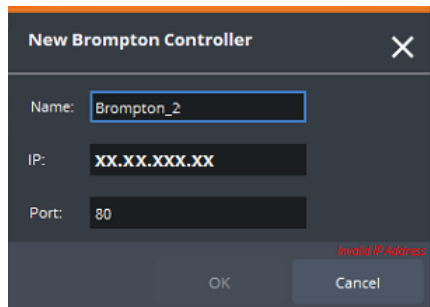 New Brompton Controller
Name: Brompton_2
IP: XX.XX.XXX.XX
Port: 80
Invalid IP Address
OK Cancel